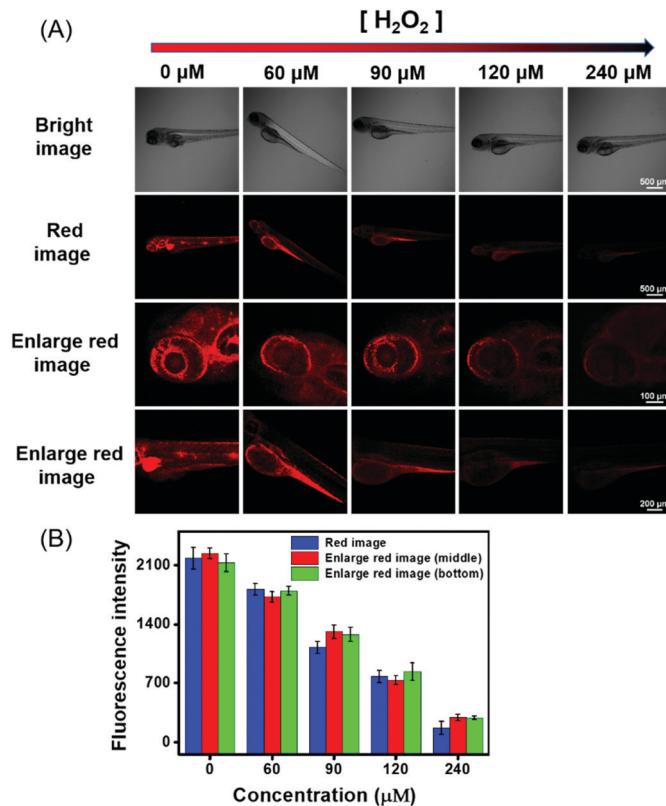 (A)
[ H₂O₂ ]
0 µM 60 µM 90 µM 120 µM 240 µM
Bright
image
500 µm
Red
image
500 µm
Enlarge red
image
100 µm
Enlarge red
image
200 µm
(B)
Red image
Enlarge red image (middle)
Enlarge red image (bottom)
Fluorescence intensity
2100
1400
700
0
0 60 90 120 240
Concentration (µM)